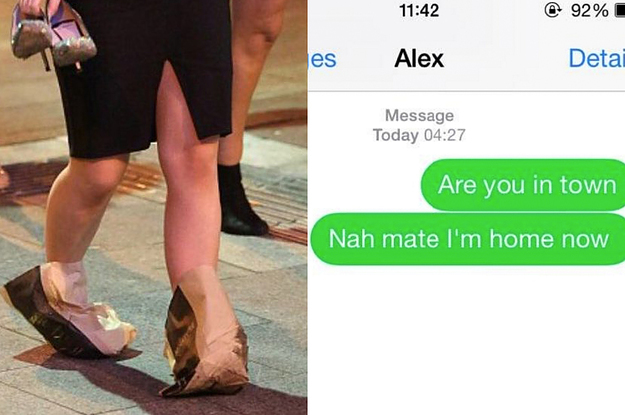 11:42
92%
es
Alex
Detai
Message
Today 04:27
Are you in town
Nah mate I'm home now